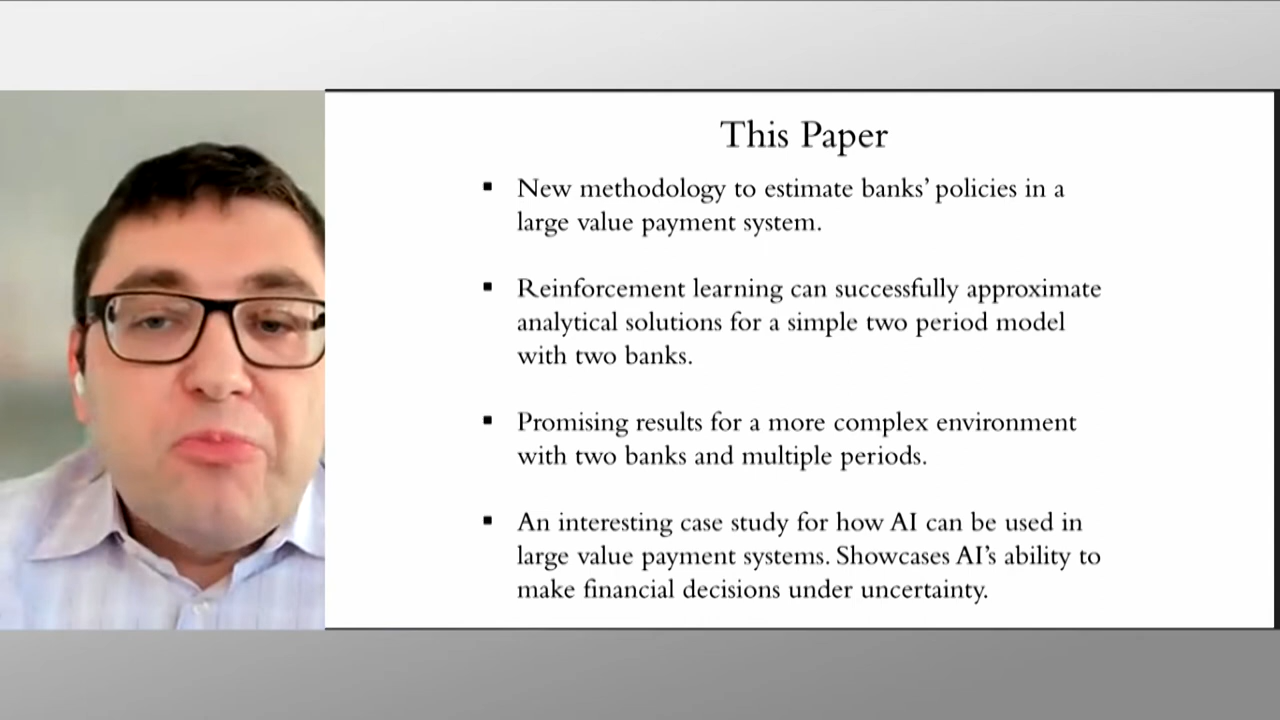 This Paper
▪ New methodology to estimate banks’ policies in a
large value payment system.
▪ Reinforcement learning can successfully approximate
analytical solutions for a simple two period model
with two banks.
▪ Promising results for a more complex environment
with two banks and multiple periods.
▪ An interesting case study for how AI can be used in
large value payment systems. Showcases AI’s ability to
make financial decisions under uncertainty.